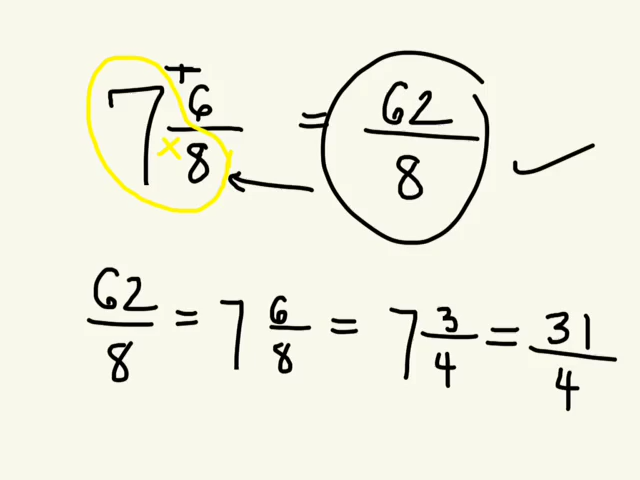 7 + 6/8 × = 62/8 ✓
62/8 = 7 6/8 = 7 3/4 = 31/4